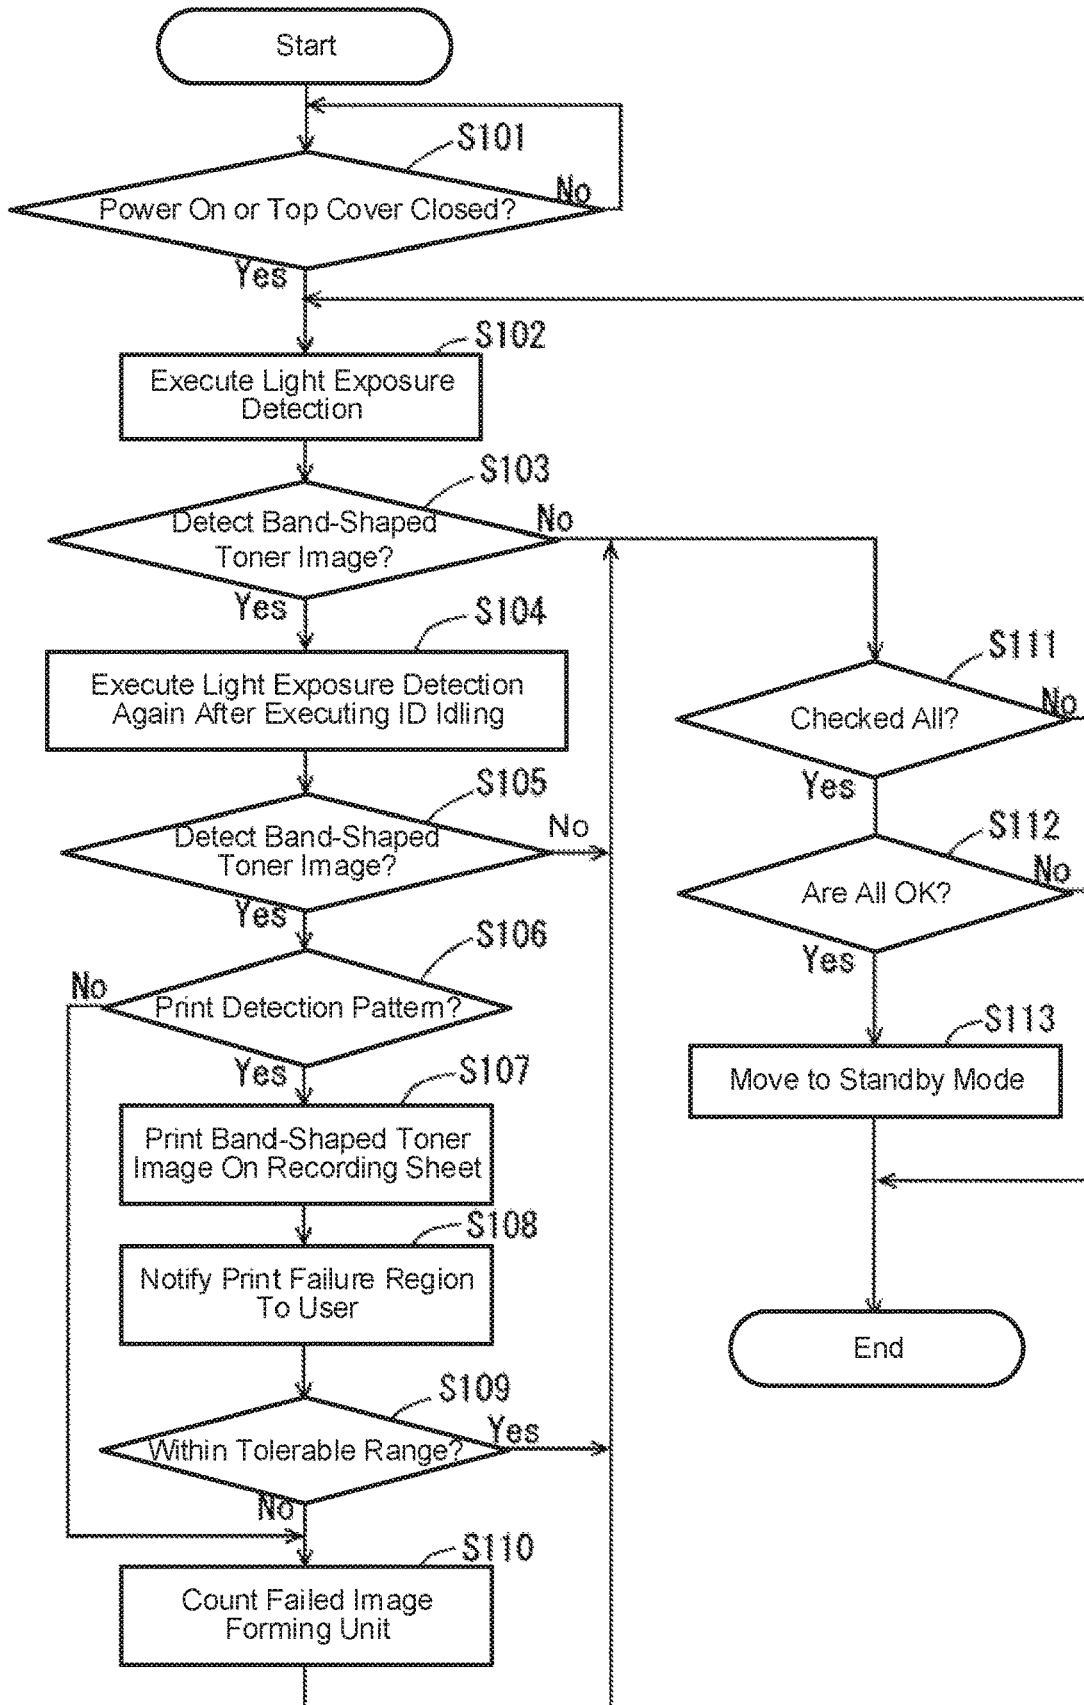 Start
S101
Power On or Top Cover Closed?
No
Yes
S102
Execute Light Exposure
Detection
S103
Detect Band-Shaped
Toner Image?
No
Yes
S104
Execute Light Exposure Detection
Again After Executing ID Idling
S105
Detect Band-Shaped
Toner Image?
No
Yes
S106
Print Detection Pattern?
No
Yes
S107
Print Band-Shaped Toner
Image On Recording Sheet
S108
Notify Print Failure Region
To User
S109
Within Tolerable Range?
Yes
No
S110
Count Failed Image
Forming Unit
S111
Checked All?
No
Yes
S112
Are All OK?
No
Yes
S113
Move to Standby Mode
End